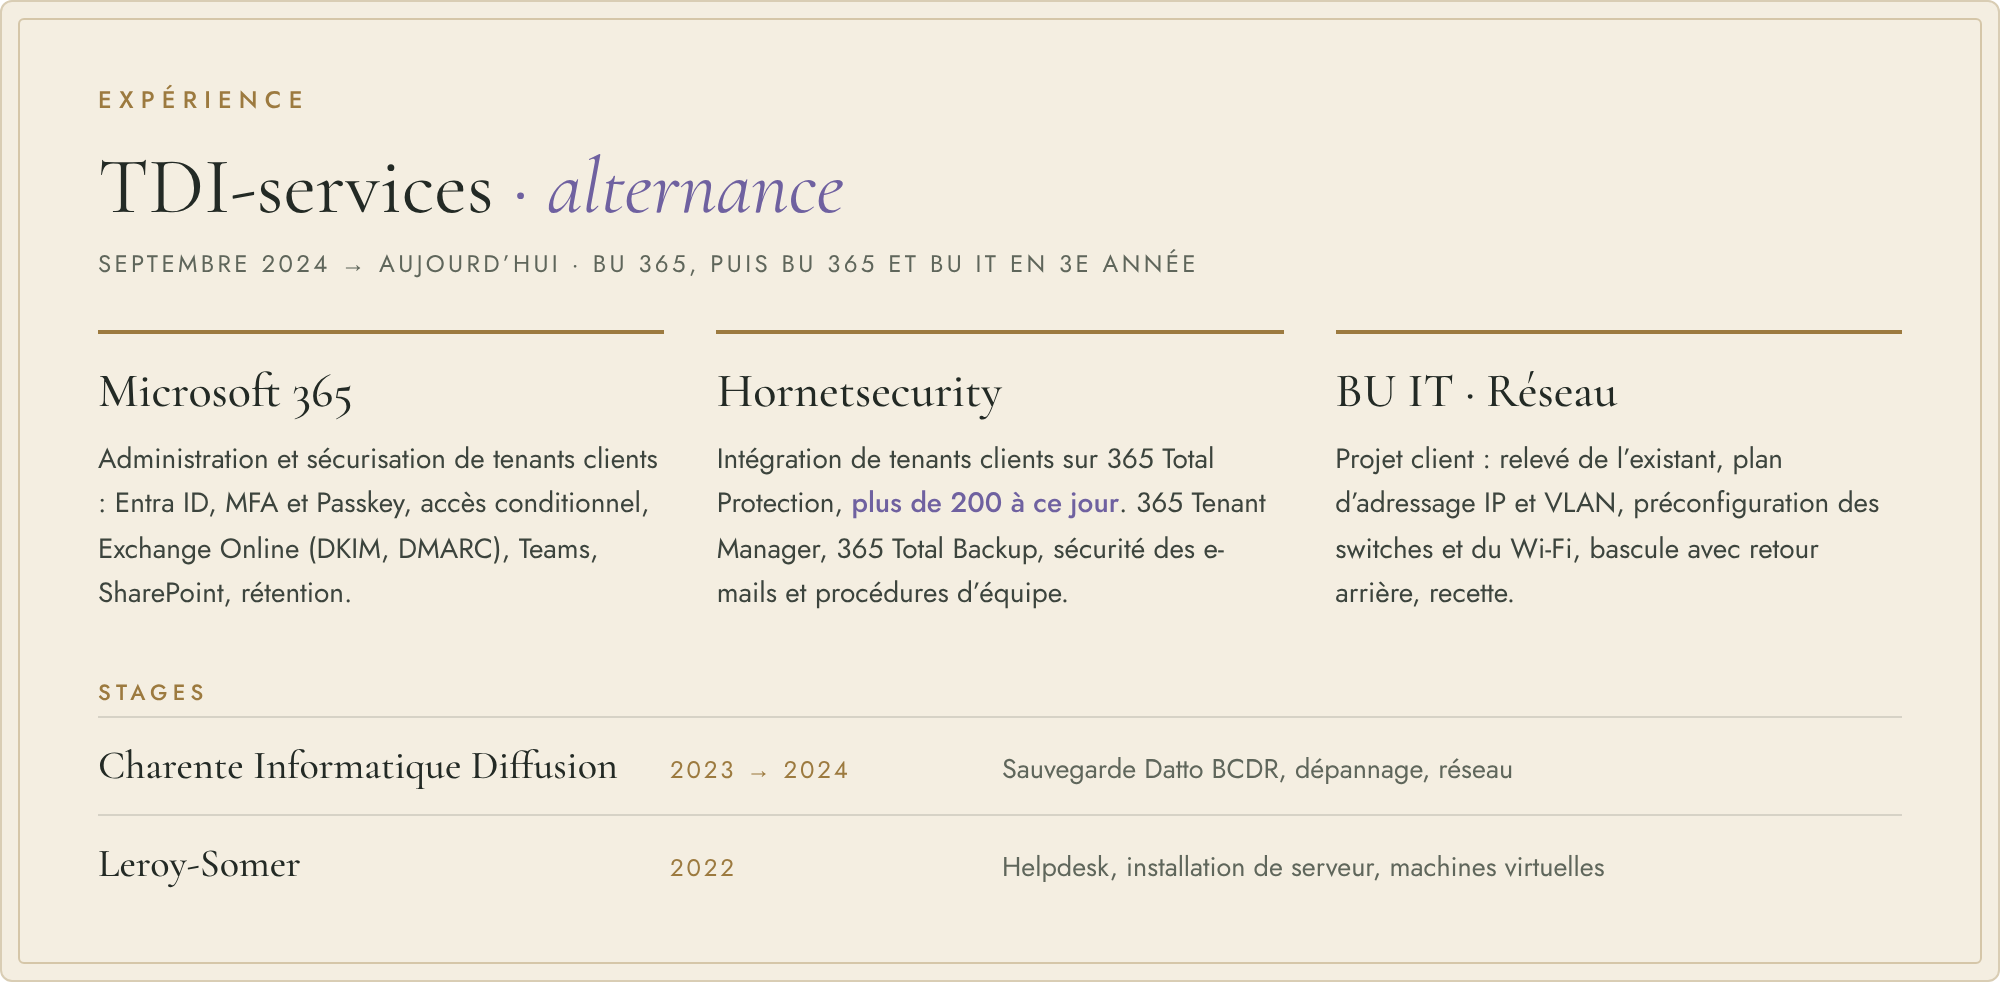 EXPÉRIENCE
TDI-services · alternance
SEPTEMBRE 2024 → AUJOURD’HUI · BU 365, PUIS BU 365 ET BU IT EN 3E ANNÉE
Microsoft 365
Administration et sécurisation de tenants clients
: Entra ID, MFA et Passkey, accès conditionnel,
Exchange Online (DKIM, DMARC), Teams,
SharePoint, rétention.
Hornetsecurity
Intégration de tenants clients sur 365 Total
Protection, plus de 200 à ce jour. 365 Tenant
Manager, 365 Total Backup, sécurité des e-
mails et procédures d’équipe.
BU IT · Réseau
Projet client : relevé de l’existant, plan
d’adressage IP et VLAN, préconfiguration des
switches et du Wi-Fi, bascule avec retour
arrière, recette.
STAGES
Charente Informatique Diffusion 2023 → 2024 Sauvegarde Datto BCDR, dépannage, réseau
Leroy-Somer 2022 Helpdesk, installation de serveur, machines virtuelles